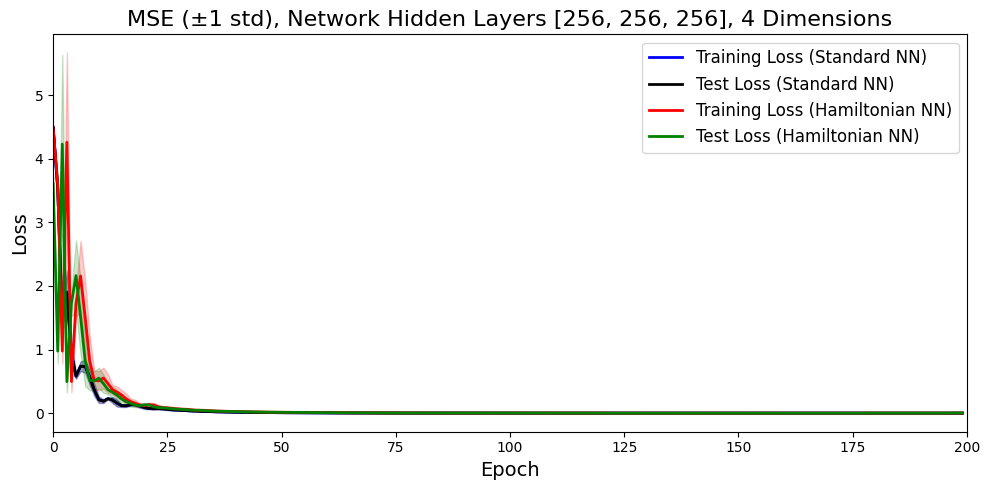 MSE (±1 std), Network Hidden Layers [256, 256, 256], 4 Dimensions
Training Loss (Standard NN)
Test Loss (Standard NN)
Training Loss (Hamiltonian NN)
Test Loss (Hamiltonian NN)
Loss
5
4
3
2
1
0
0 25 50 75 100 125 150 175 200
Epoch